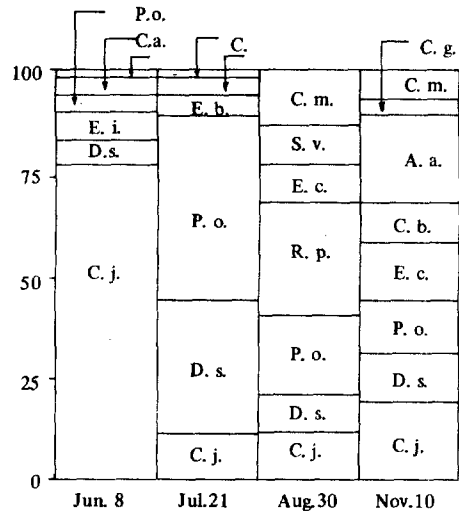 P.o.
C.a.
C.
C. g.
100
C. m.
C. m.
E. b.
E. i.
S. v.
A. a.
D.s.
75
E. c.
P. o.
C. b.
R. p.
C. j.
E. c.
50
P. o.
P. o.
D. s.
D. s.
25
D. s.
C. j.
C. j.
C. j.
0
Jun. 8 Jul.21 Aug.30 Nov.10